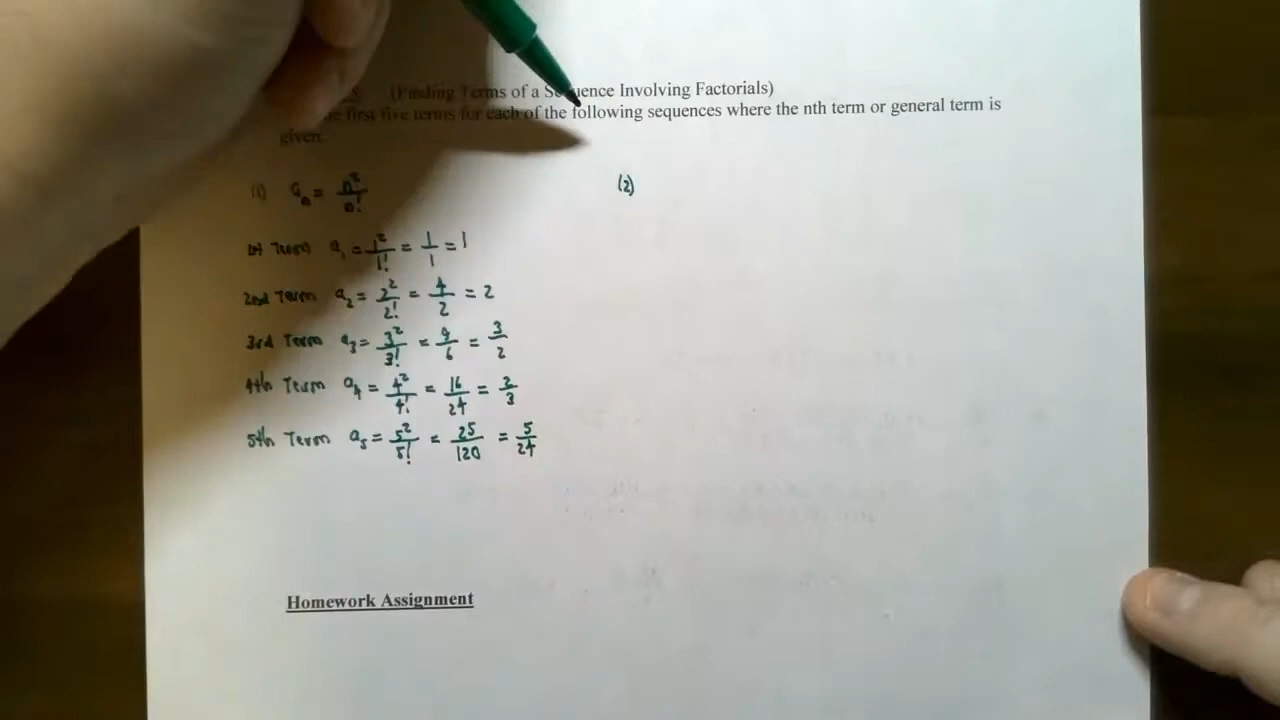 (Finding Terms of a Sequence Involving Factorials)
first five terms for each of the following sequences where the nth term or general term is
given.
(1) aₙ = n²/n!
(2)
1st Term a₁ = 1²/1! = 1/1 = 1
2nd Term a₂ = 2²/2! = 4/2 = 2
3rd Term a₃ = 3²/3! = 9/6 = 3/2
4th Term a₄ = 4²/4! = 16/24 = 2/3
5th Term a₅ = 5²/5! = 25/120 = 5/24
Homework Assignment